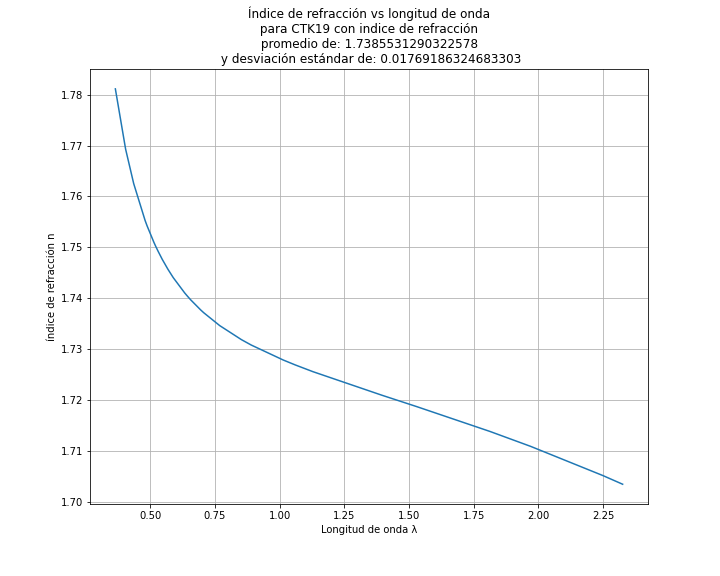 Índice de refracción vs longitud de onda
para CTK19 con indice de refracción
promedio de: 1.7385531290322578
y desviación estándar de: 0.01769186324683303
1.78
1.77
1.76
1.75
1.74
1.73
1.72
1.71
1.70
Índice de refracción n
0.50 0.75 1.00 1.25 1.50 1.75 2.00 2.25
Longitud de onda λ